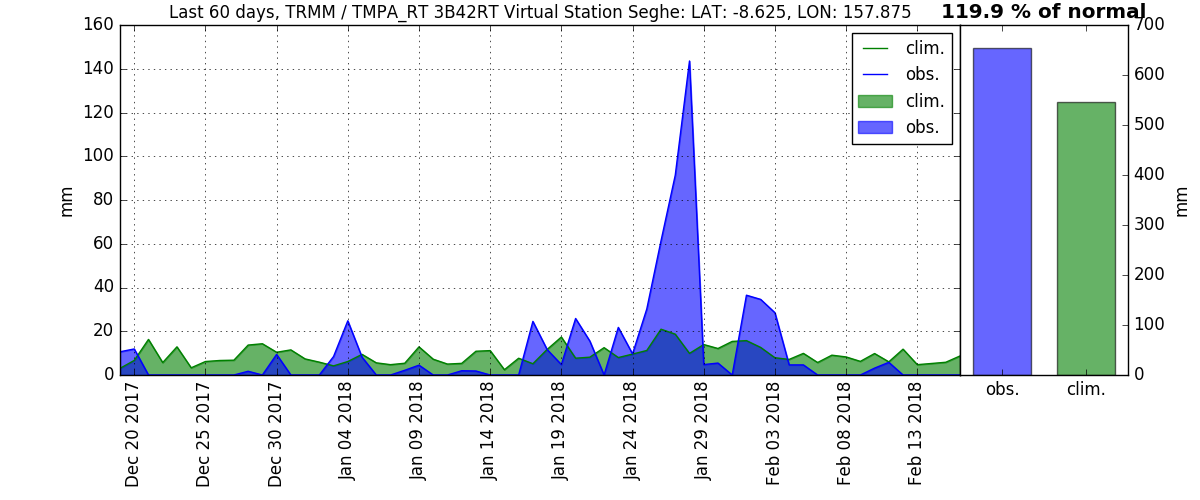 Last 60 days, TRMM / TMPA_RT 3B42RT Virtual Station Seghe: LAT: -8.625, LON: 157.875
119.9 % of normal
160
140
120
100
80
60
40
20
0
mm
clim.
obs.
clim.
obs.
Dec 20 2017
Dec 25 2017
Dec 30 2017
Jan 04 2018
Jan 09 2018
Jan 14 2018
Jan 19 2018
Jan 24 2018
Jan 29 2018
Feb 03 2018
Feb 08 2018
Feb 13 2018
obs.
clim.
700
600
500
400
300
200
100
0
mm